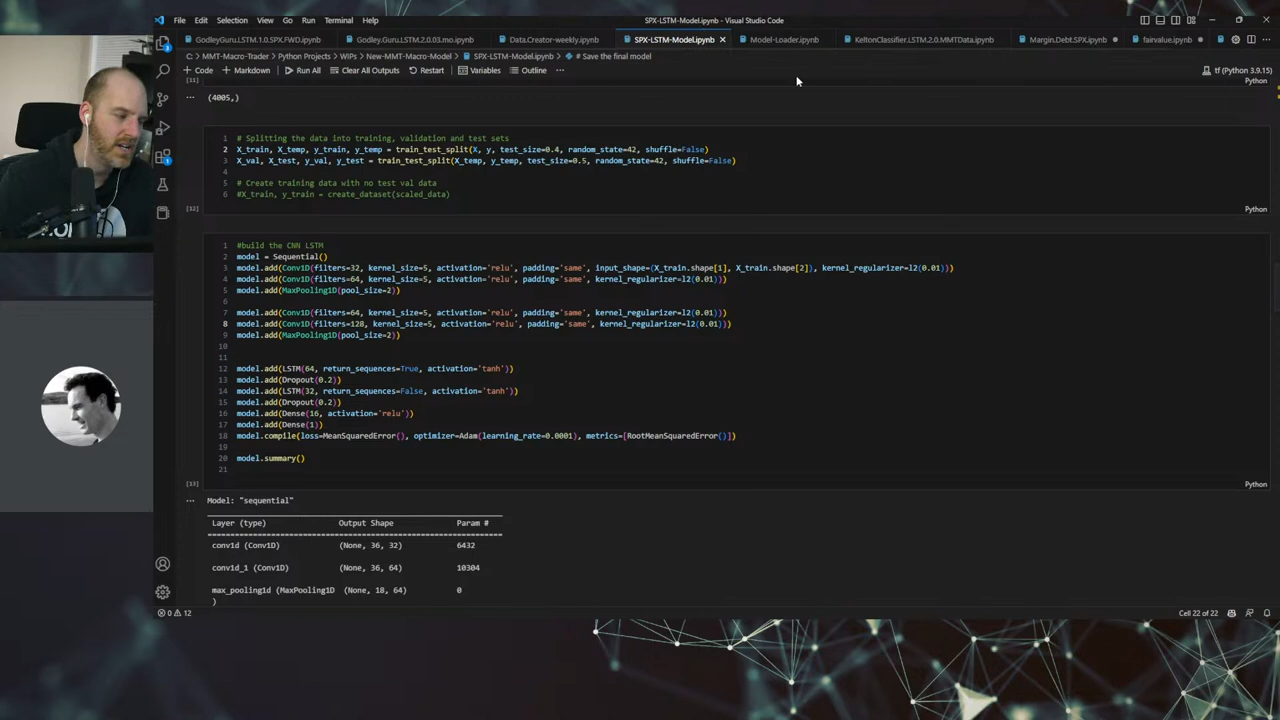 File Edit Selection View Go Run Terminal Help
SPX-LSTM-Model.ipynb - Visual Studio Code
GodleyGuru.LSTM.1.0.SPX.FWD.ipynb
Godley.Guru.LSTM.2.0.03.mo.ipynb
Data.Creator-weekly.ipynb
SPX-LSTM-Model.ipynb
Model-Loader.ipynb
KeltonClassifier.LSTM.2.0.MMTData.ipynb
Margin.Debt.SPX.ipynb
fairvalue.ipynb
C: > MMT-Macro-Trader > Python Projects > WIPs > New-MMT-Macro-Model > SPX-LSTM-Model.ipynb > # Save the final model
+ Code + Markdown Run All Clear All Outputs Restart Variables Outline ...
tf (Python 3.9.15)
[11]
Python
... (4005,)
1 # Splitting the data into training, validation and test sets
2 X_train, X_temp, y_train, y_temp = train_test_split(X, y, test_size=0.4, random_state=42, shuffle=False)
3 X_val, X_test, y_val, y_test = train_test_split(X_temp, y_temp, test_size=0.5, random_state=42, shuffle=False)
4
5 # Create training data with no test val data
6 #X_train, y_train = create_dataset(scaled_data)
[12]
Python
1 #build the CNN LSTM
2 model = Sequential()
3 model.add(Conv1D(filters=32, kernel_size=5, activation='relu', padding='same', input_shape=(X_train.shape[1], X_train.shape[2]), kernel_regularizer=l2(0.01)))
4 model.add(Conv1D(filters=64, kernel_size=5, activation='relu', padding='same', kernel_regularizer=l2(0.01)))
5 model.add(MaxPooling1D(pool_size=2))
6
7 model.add(Conv1D(filters=64, kernel_size=5, activation='relu', padding='same', kernel_regularizer=l2(0.01)))
8 model.add(Conv1D(filters=128, kernel_size=5, activation='relu', padding='same', kernel_regularizer=l2(0.01)))
9 model.add(MaxPooling1D(pool_size=2))
10
11
12 model.add(LSTM(64, return_sequences=True, activation='tanh'))
13 model.add(Dropout(0.2))
14 model.add(LSTM(32, return_sequences=False, activation='tanh'))
15 model.add(Dropout(0.2))
16 model.add(Dense(16, activation='relu'))
17 model.add(Dense(1))
18 model.compile(loss=MeanSquaredError(), optimizer=Adam(learning_rate=0.0001), metrics=[RootMeanSquaredError()])
19
20 model.summary()
21
[13]
Python
... Model: "sequential"
Layer (type) Output Shape Param #
conv1d (Conv1D) (None, 36, 32) 6432
conv1d_1 (Conv1D) (None, 36, 64) 10304
max_pooling1d (MaxPooling1D (None, 18, 64) 0
)
0 12
Cell 22 of 22